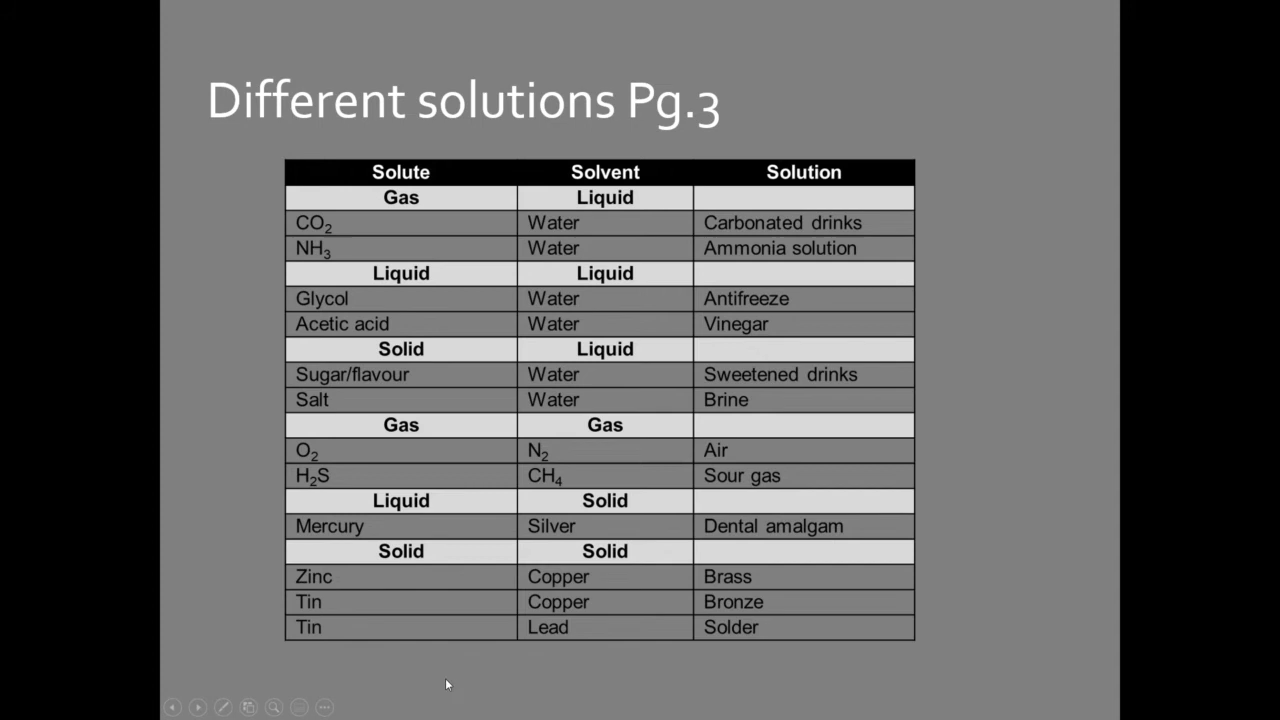 Different solutions Pg.3
Solute Solvent Solution
Gas Liquid
CO₂ Water Carbonated drinks
NH₃ Water Ammonia solution
Liquid Liquid
Glycol Water Antifreeze
Acetic acid Water Vinegar
Solid Liquid
Sugar/flavour Water Sweetened drinks
Salt Water Brine
Gas Gas
O₂ N₂ Air
H₂S CH₄ Sour gas
Liquid Solid
Mercury Silver Dental amalgam
Solid Solid
Zinc Copper Brass
Tin Copper Bronze
Tin Lead Solder